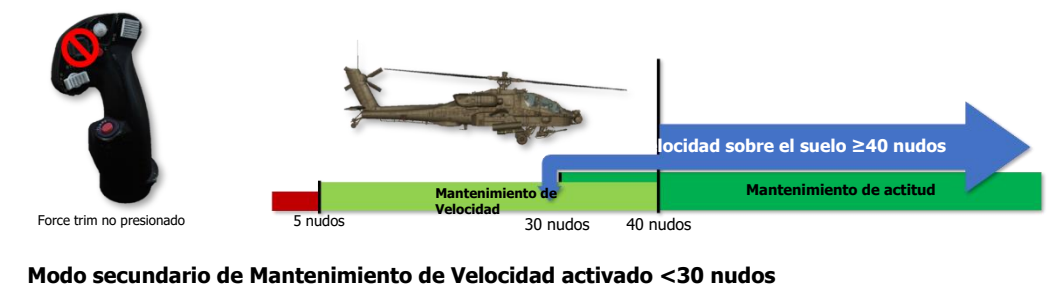 locidad sobre el suelo ≥40 nudos
Mantenimiento de
Velocidad
Mantenimiento de actitud
Force trim no presionado
5 nudos
30 nudos
40 nudos
Modo secundario de Mantenimiento de Velocidad activado <30 nudos